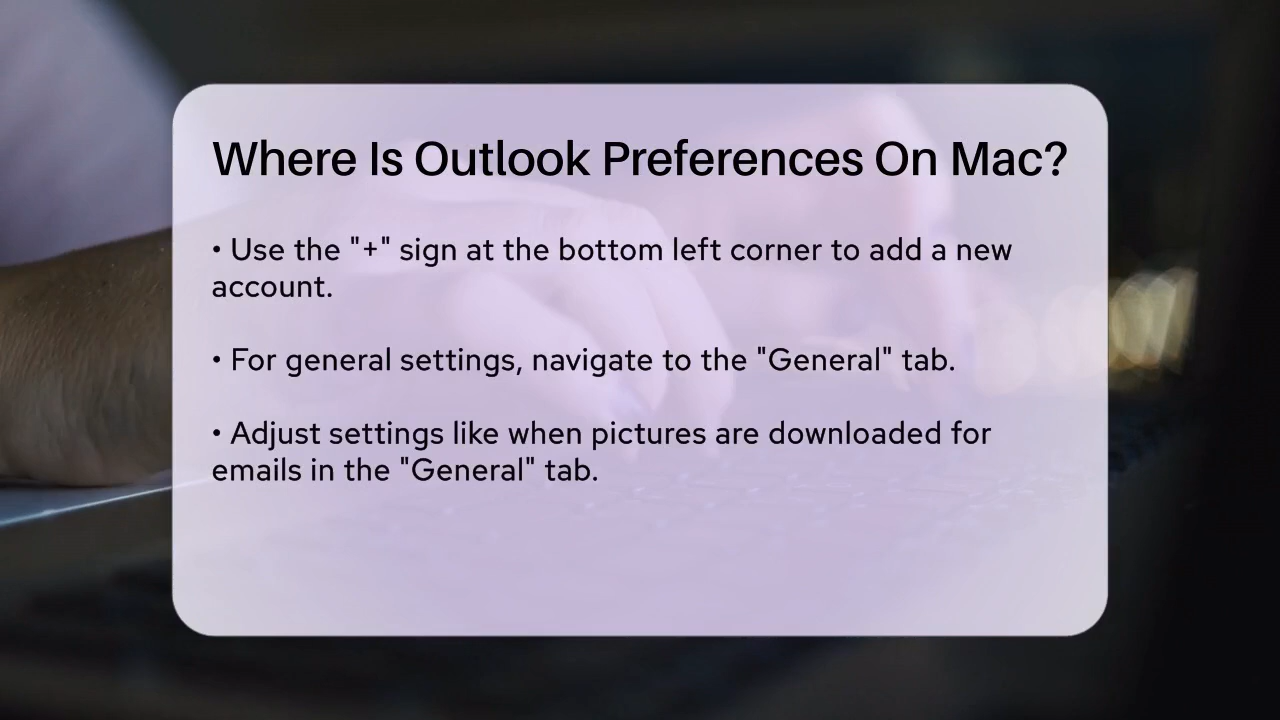 Where Is Outlook Preferences On Mac?
• Use the "+" sign at the bottom left corner to add a new
account.
• For general settings, navigate to the "General" tab.
• Adjust settings like when pictures are downloaded for
emails in the "General" tab.